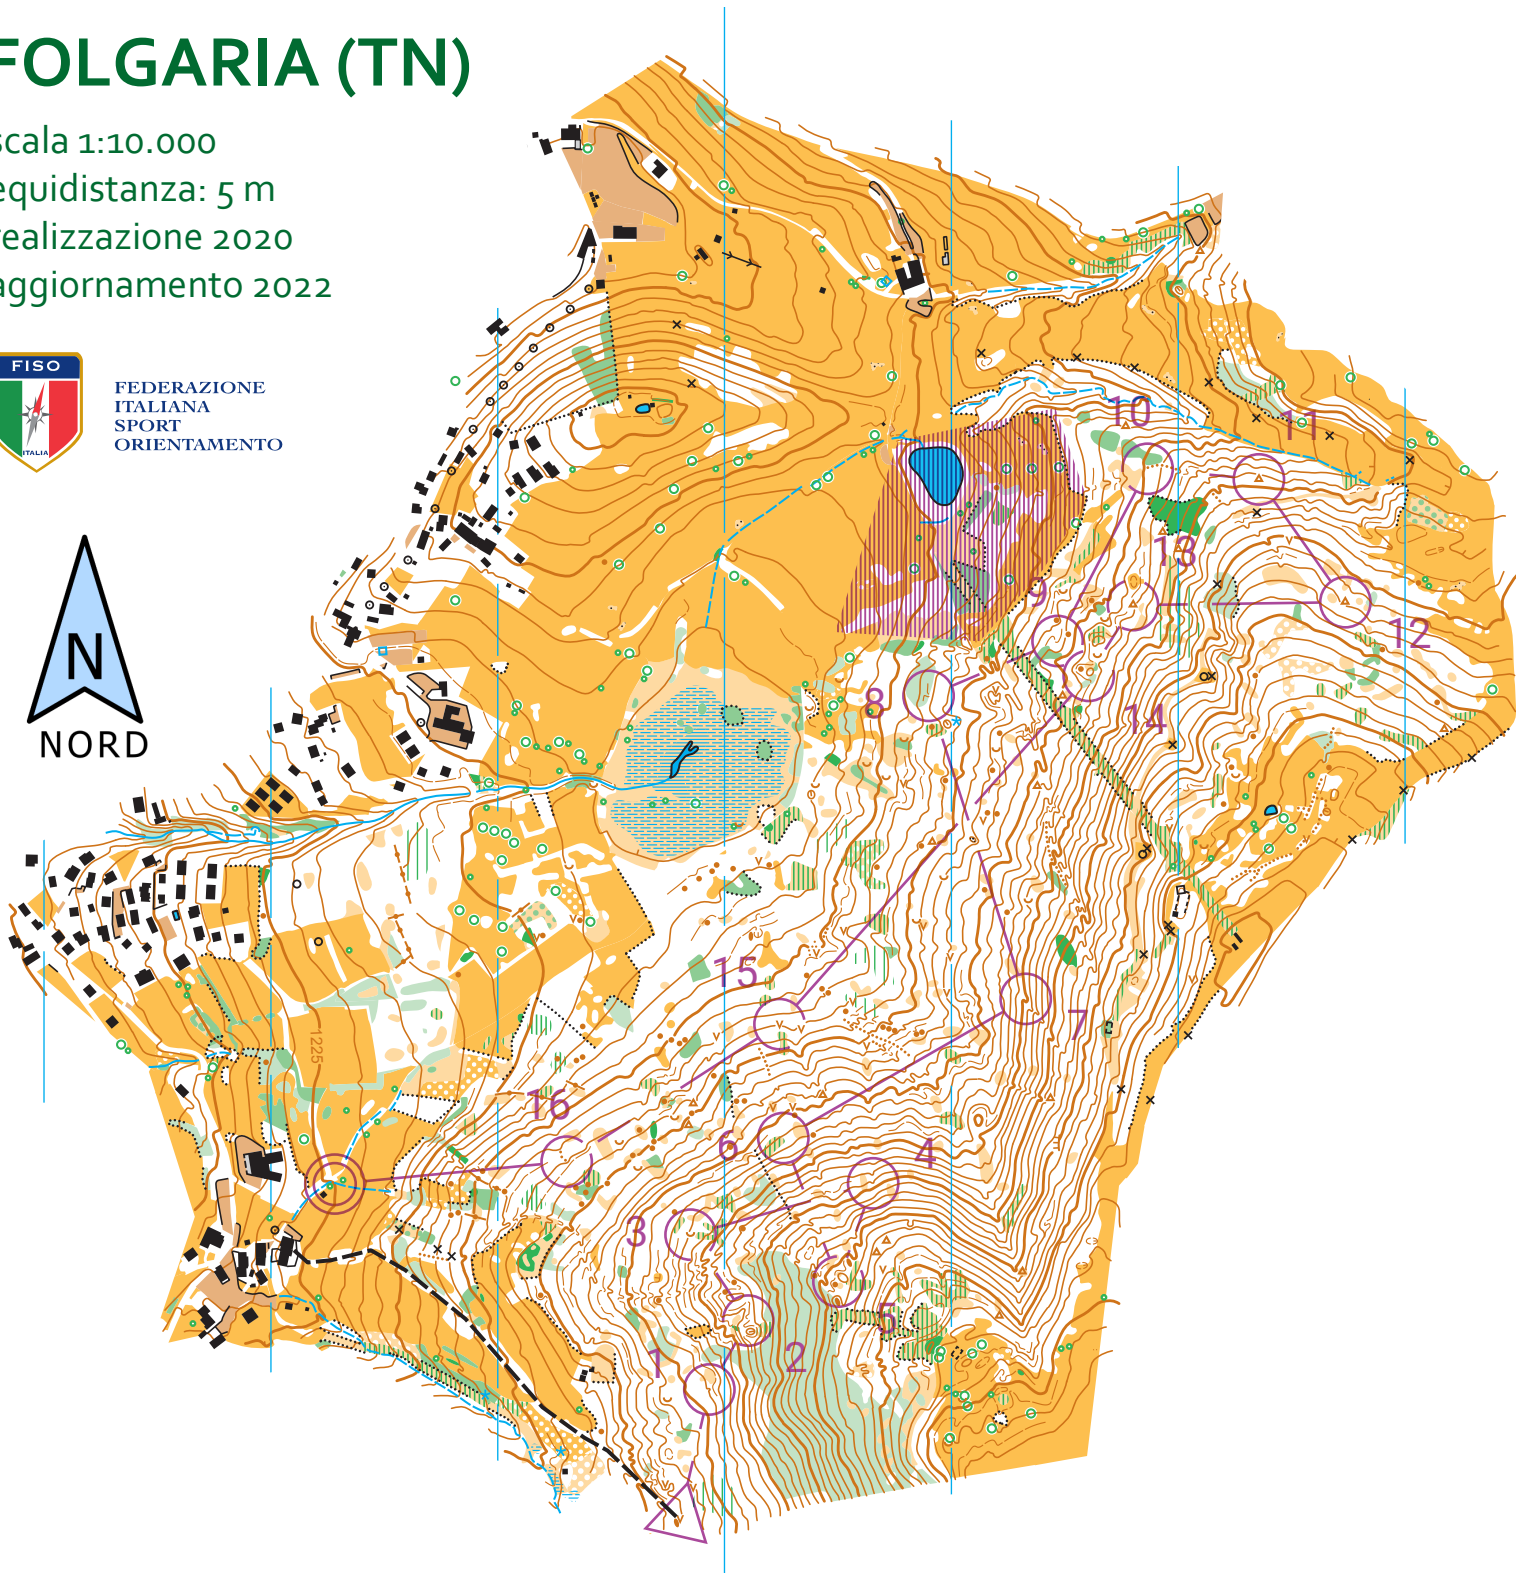 FOLGARIA (TN)
scala 1:10.000
equidistanza: 5 m
realizzazione 2020
aggiornamento 2022
FISO
ITALIA
FEDERAZIONE
ITALIANA
SPORT
ORIENTAMENTO
N
NORD
10
11
13
9
12
8
14
15
7
1225
16
6
4
3
5
1
2